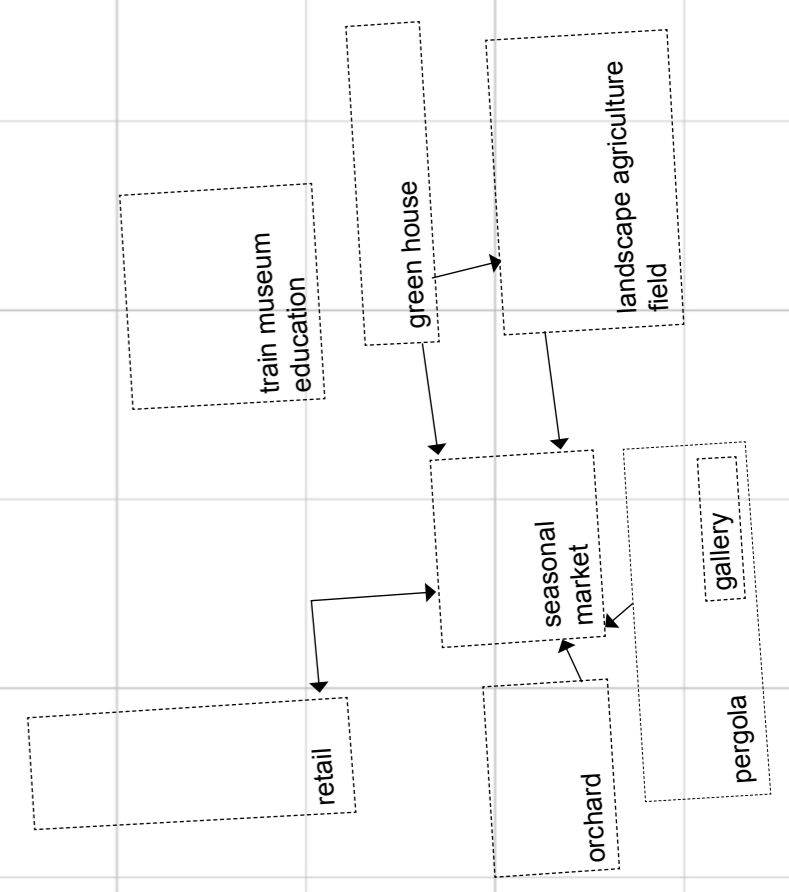 train museum
education
green house
landscape agriculture
field
seasonal
market
gallery
pergola
retail
orchard